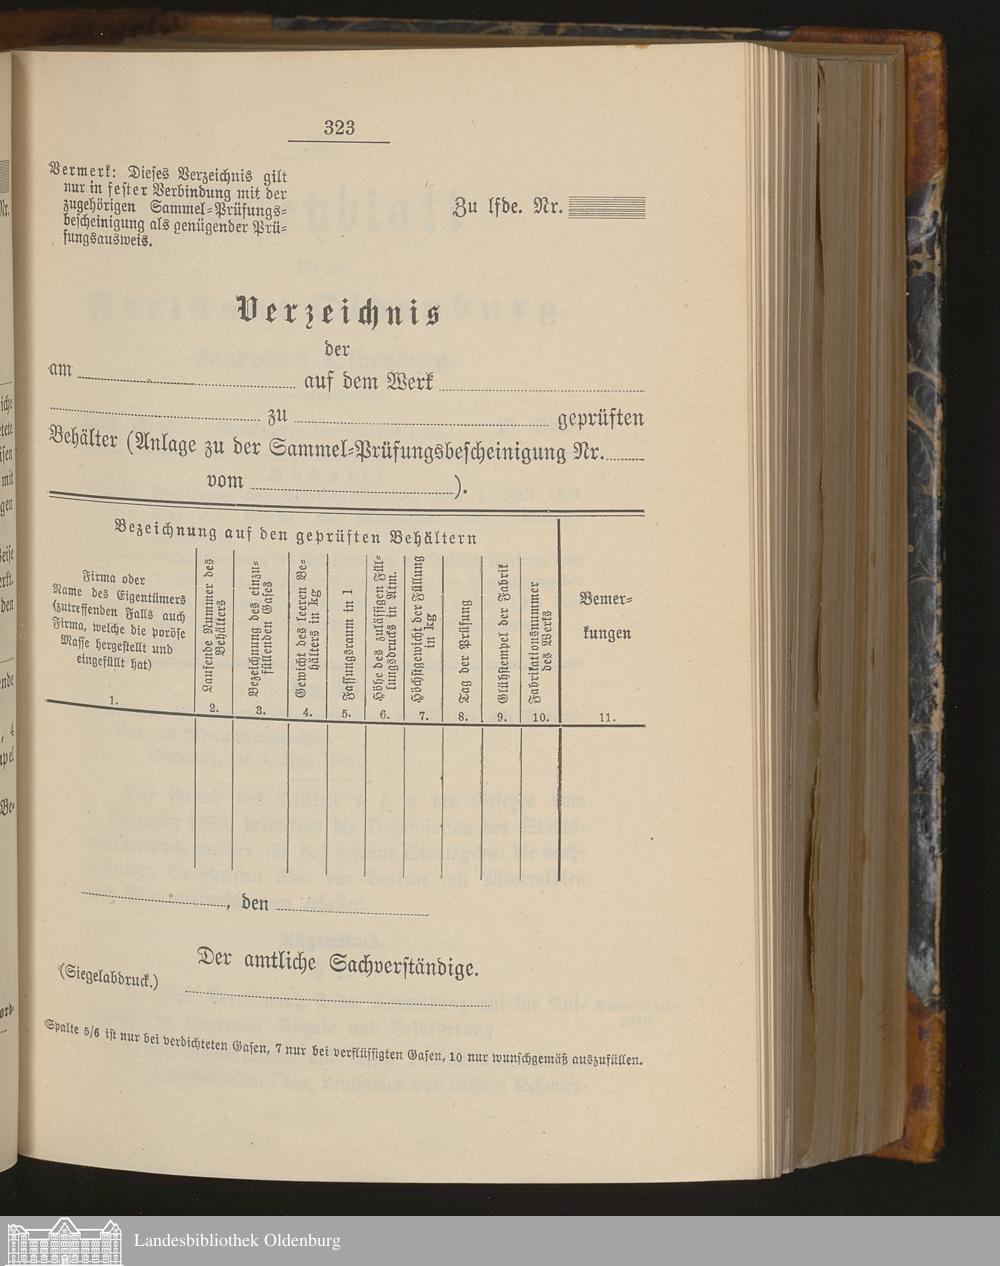 323
Vermerk: Dieses Verzeichnis gilt
nur in fester Verbindung mit der
zugehörigen Sammel-Prüfungs-
bescheinigung als genügender Prü-
fungsausweis.
Zu lfde. Nr.
Verzeichnis
der
am auf dem Werk
zu geprüften
Behälter (Anlage zu der Sammel-Prüfungsbescheinigung Nr.
vom ).
Bezeichnung auf den geprüften Behältern
Firma oder
Name des Eigentümers
(zutreffenden Falls auch
Firma, welche die poröse
Masse hergestellt und
eingefüllt hat)
1.
Laufende Nummer des
Behälters
2.
Bezeichnung des einzu-
füllenden Gases
3.
Gewicht des leeren Be-
hälters in kg
4.
Fassungsraum in l
5.
Höhe des zulässigen Fül-
lungsdrucks in Atm.
6.
Höchstgewicht der Füllung
in kg
7.
Tag der Prüfung
8.
Glühstempel der Fabrik
9.
Fabrikationsnummer
des Werks
10.
Bemer-
kungen
11.
, den
Der amtliche Sachverständige.
(Siegelabdruck.)
Spalte 5/6 ist nur bei verdichteten Gasen, 7 nur bei verflüssigten Gasen, 10 nur wunschgemäß auszufüllen.
Landesbibliothek Oldenburg